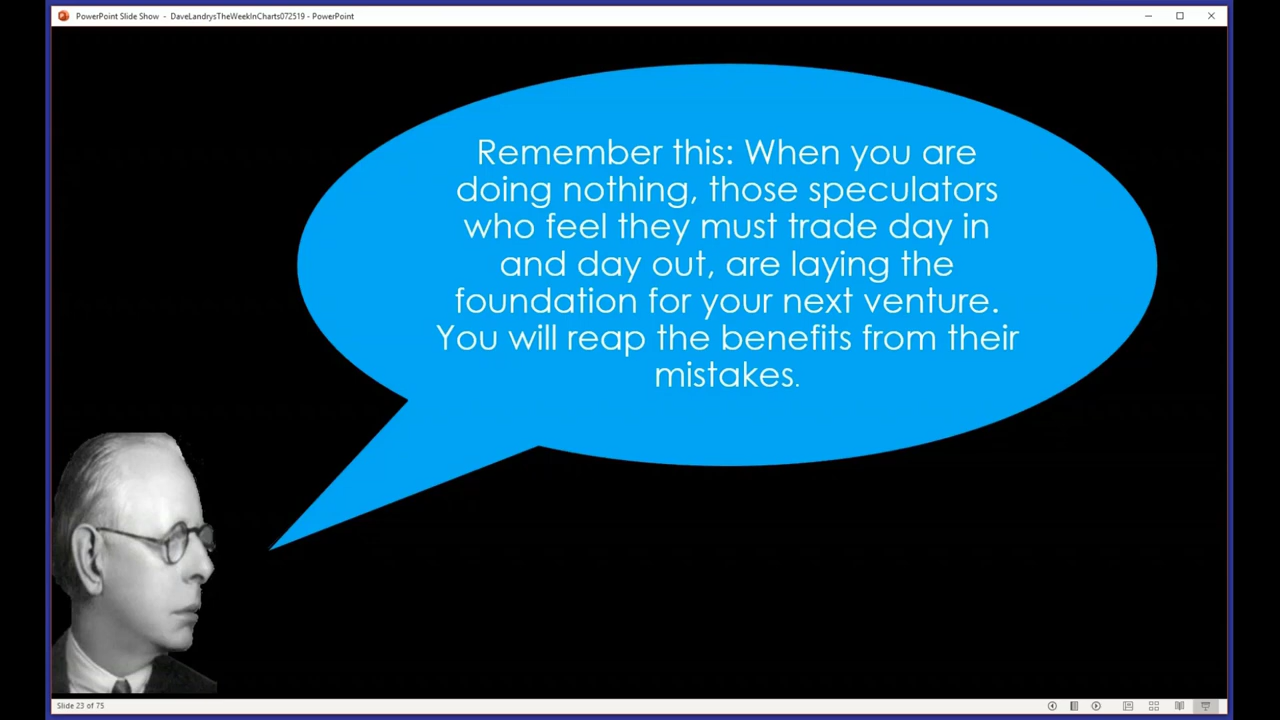 PowerPoint Slide Show - DaveLandrysTheWeekInCharts072519 - PowerPoint
Remember this: When you are
doing nothing, those speculators
who feel they must trade day in
and day out, are laying the
foundation for your next venture.
You will reap the benefits from their
mistakes.
Slide 23 of 75